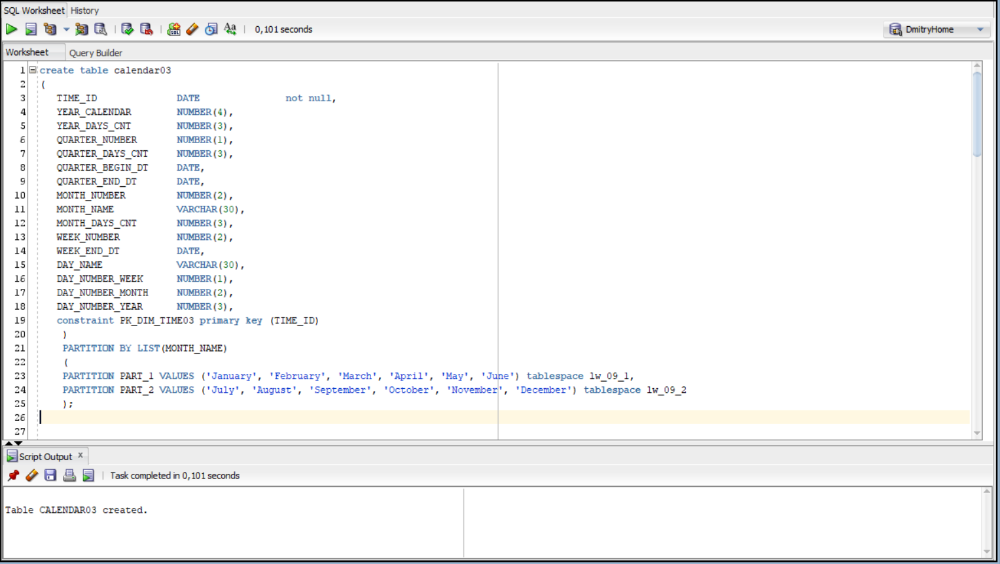 SQL Worksheet History
0,101 seconds
DmitryHome
Worksheet Query Builder
1 create table calendar03
2 (
3 TIME_ID DATE not null,
4 YEAR_CALENDAR NUMBER(4),
5 YEAR_DAYS_CNT NUMBER(3),
6 QUARTER_NUMBER NUMBER(1),
7 QUARTER_DAYS_CNT NUMBER(3),
8 QUARTER_BEGIN_DT DATE,
9 QUARTER_END_DT DATE,
10 MONTH_NUMBER NUMBER(2),
11 MONTH_NAME VARCHAR(30),
12 MONTH_DAYS_CNT NUMBER(3),
13 WEEK_NUMBER NUMBER(2),
14 WEEK_END_DT DATE,
15 DAY_NAME VARCHAR(30),
16 DAY_NUMBER_WEEK NUMBER(1),
17 DAY_NUMBER_MONTH NUMBER(2),
18 DAY_NUMBER_YEAR NUMBER(3),
19 constraint PK_DIM_TIME03 primary key (TIME_ID)
20 )
21 PARTITION BY LIST(MONTH_NAME)
22 (
23 PARTITION PART_1 VALUES ('January', 'February', 'March', 'April', 'May', 'June') tablespace lw_09_1,
24 PARTITION PART_2 VALUES ('July', 'August', 'September', 'October', 'November', 'December') tablespace lw_09_2
25 );
26
27
Script Output x
Task completed in 0,101 seconds
Table CALENDAR03 created.